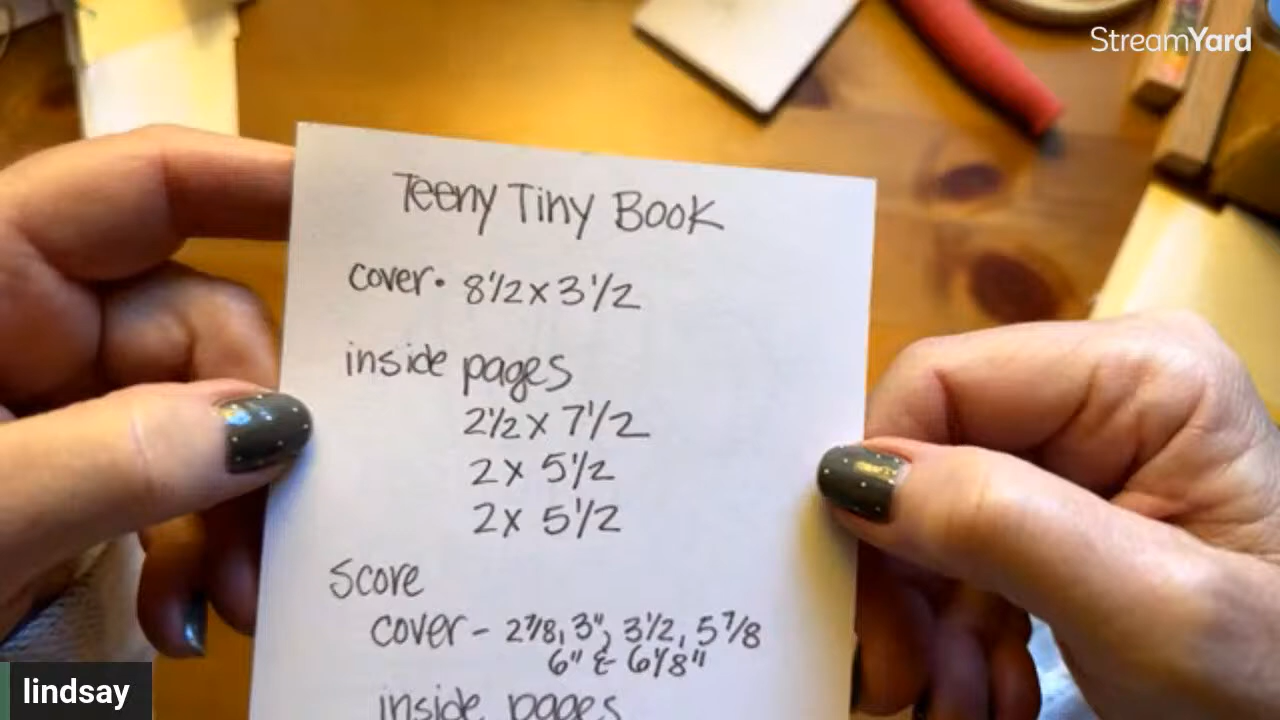 StreamYard
Teeny Tiny Book
cover• 8 1/2 x 3 1/2
inside pages
2 1/2 x 7 1/2
2 x 5 1/2
2 x 5 1/2
Score
cover - 2 7/8, 3", 3 1/2, 5 7/8
6" & 6 1/8"
inside pages
lindsay